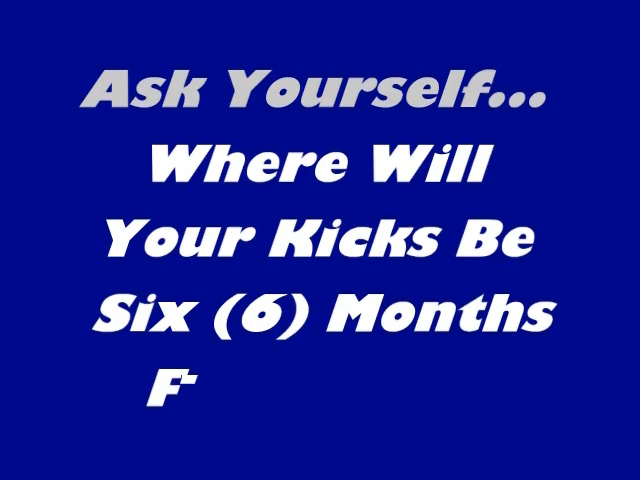 Ask Yourself...
Where Will
Your Kicks Be
Six (6) Months
F